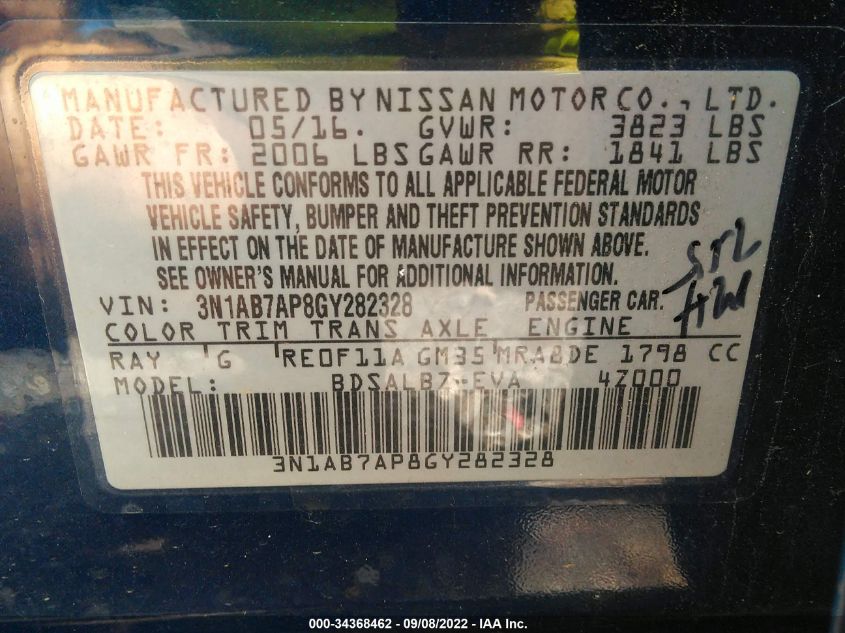 MANUFACTURED BY NISSAN MOTOR CO., LTD.
DATE: 05/16. GVWR: 3823 LBS
GAWR FR: 2006 LBS GAWR RR: 1841 LBS
THIS VEHICLE CONFORMS TO ALL APPLICABLE FEDERAL MOTOR
VEHICLE SAFETY, BUMPER AND THEFT PREVENTION STANDARDS
IN EFFECT ON THE DATE OF MANUFACTURE SHOWN ABOVE.
SEE OWNER'S MANUAL FOR ADDITIONAL INFORMATION.
VIN: 3N1AB7AP8GY282328 PASSENGER CAR.
COLOR TRIM TRANS AXLE ENGINE
RAY G RE0F11A GM35 MRA8DE 1798 CC
MODEL: BDSALB7-EVA 4Z000
3N1AB7AP8GY282328
000-34368462 - 09/08/2022 - IAA Inc.